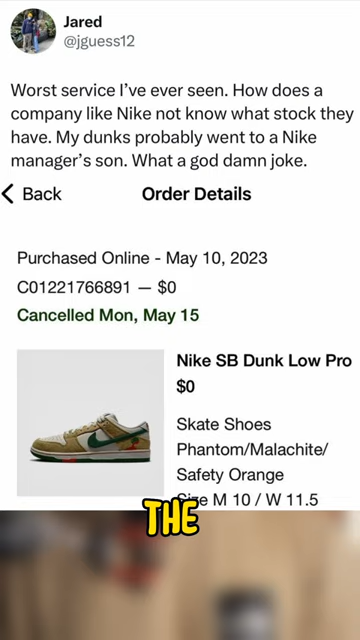 Jared
@jguess12
Worst service I've ever seen. How does a
company like Nike not know what stock they
have. My dunks probably went to a Nike
manager's son. What a god damn joke.
Back
Order Details
Purchased Online - May 10, 2023
C01221766891 — $0
Cancelled Mon, May 15
Nike SB Dunk Low Pro
$0
Skate Shoes
Phantom/Malachite/
Safety Orange
Size M 10 / W 11.5
THE